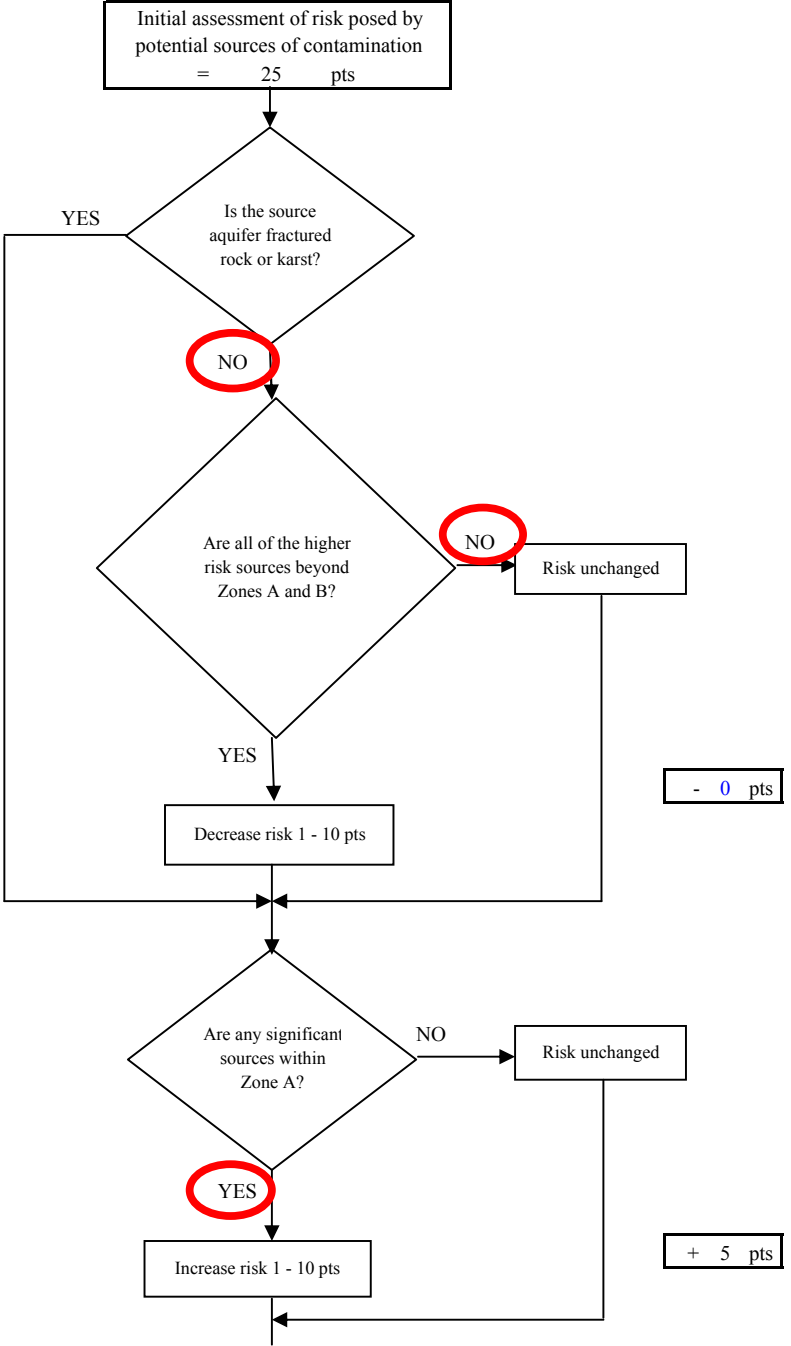 Initial assessment of risk posed by
potential sources of contamination
= 25 pts
YES
Is the source
aquifer fractured
rock or karst?
NO
Are all of the higher
risk sources beyond
Zones A and B?
NO
Risk unchanged
YES
- 0 pts
Decrease risk 1 - 10 pts
Are any significant
sources within
Zone A?
NO
Risk unchanged
YES
+ 5 pts
Increase risk 1 - 10 pts